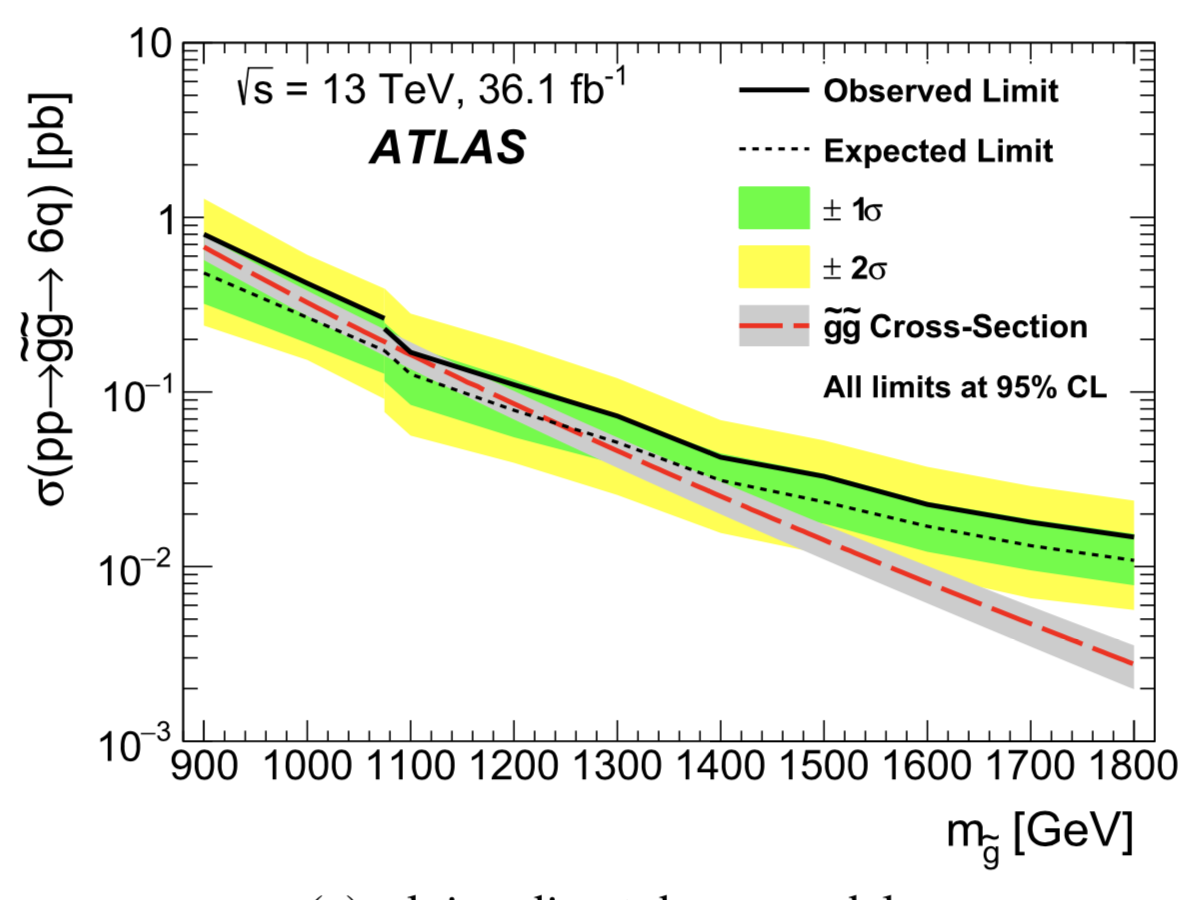 10
√s = 13 TeV, 36.1 fb⁻¹
ATLAS
Observed Limit
Expected Limit
± 1σ
± 2σ
g̃g̃ Cross-Section
All limits at 95% CL
σ(pp→g̃g̃→ 6q) [pb]
1
10⁻¹
10⁻²
10⁻³
900 1000 1100 1200 1300 1400 1500 1600 1700 1800
m_g̃ [GeV]